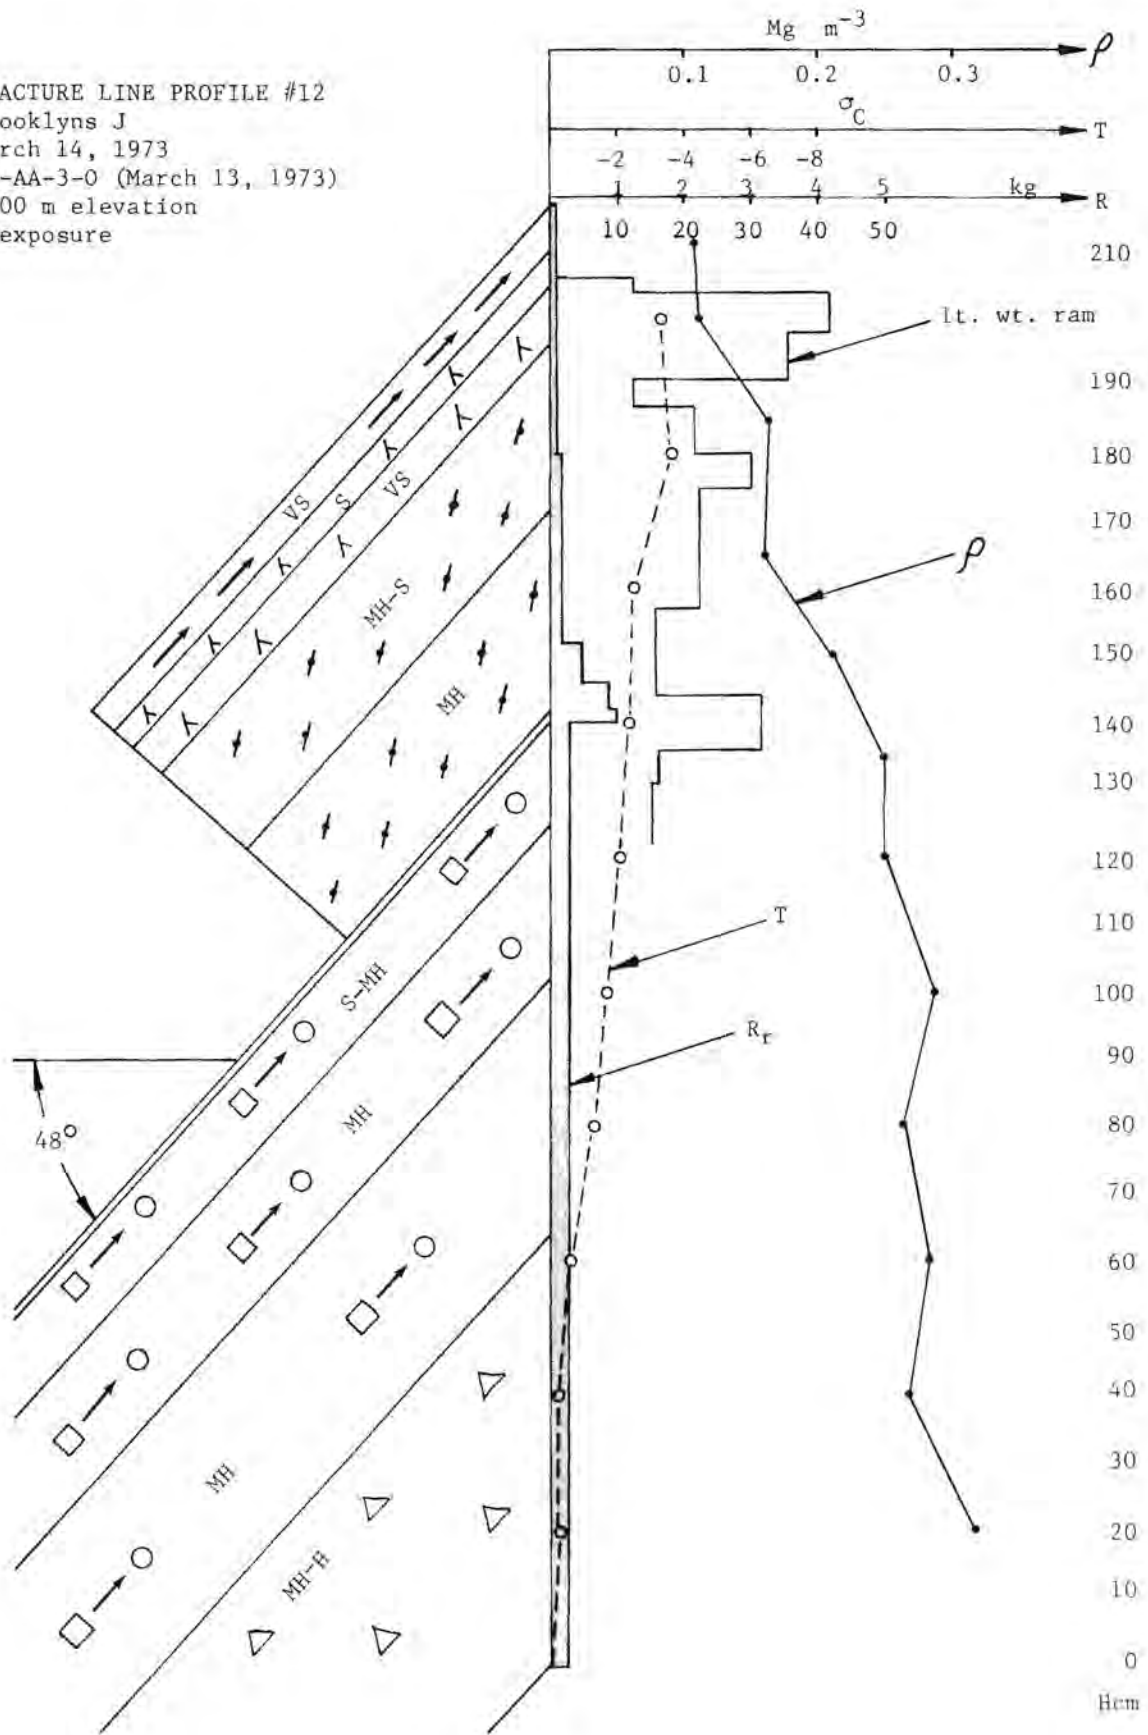 Mg m⁻³
ρ
0.1 0.2 0.3
ACTURE LINE PROFILE #12
ooklyns J
rch 14, 1973
-AA-3-O (March 13, 1973)
00 m elevation
exposure
°C
T
-2 -4 -6 -8
1 2 3 4 5 kg R
10 20 30 40 50
210
lt. wt. ram
190
180
170
ρ
160
150
140
130
120
110
T
100
R_r
90
80
70
60
50
40
30
20
10
0
Hcm
VS
S
VS
MH-S
MH
S-MH
MH
MH
MH-H
48°